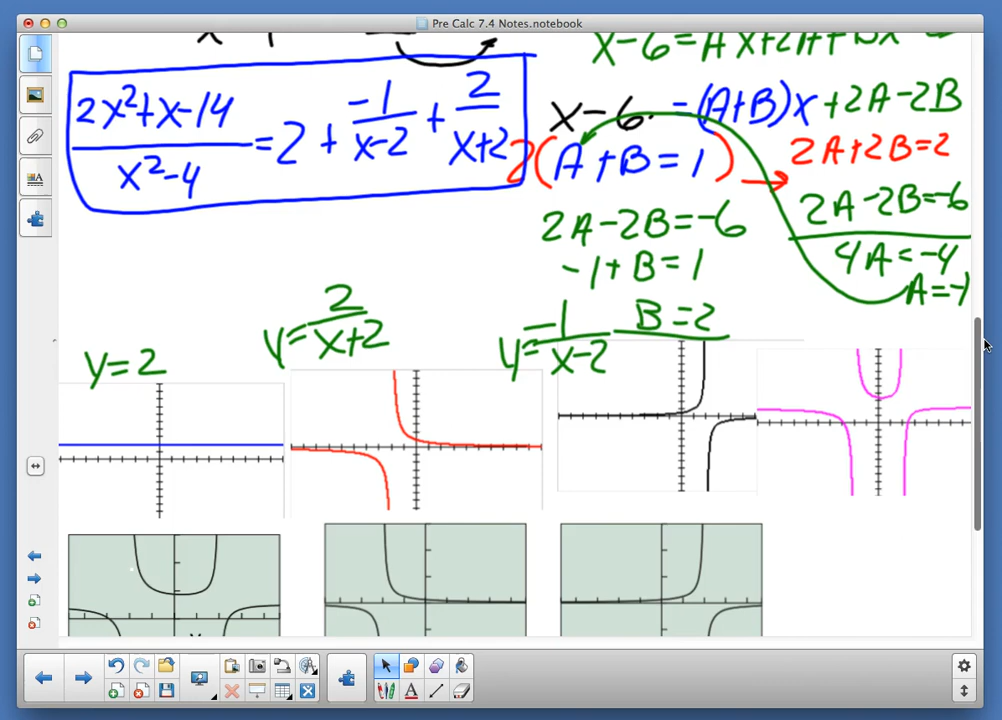 Pre Calc 7.4 Notes.notebook
x-6 = Ax+2A+Bx
2x²+x-14 / x²-4 = 2 + -1/x-2 + 2/x+2
x-6 = (A+B)x +2A-2B
2(A+B=1) → 2A+2B=2
2A-2B=-6
2A-2B=-6
4A=-4
-1+B=1
A=-1
B=2
y=2
y=2/x+2
y=-1/x-2